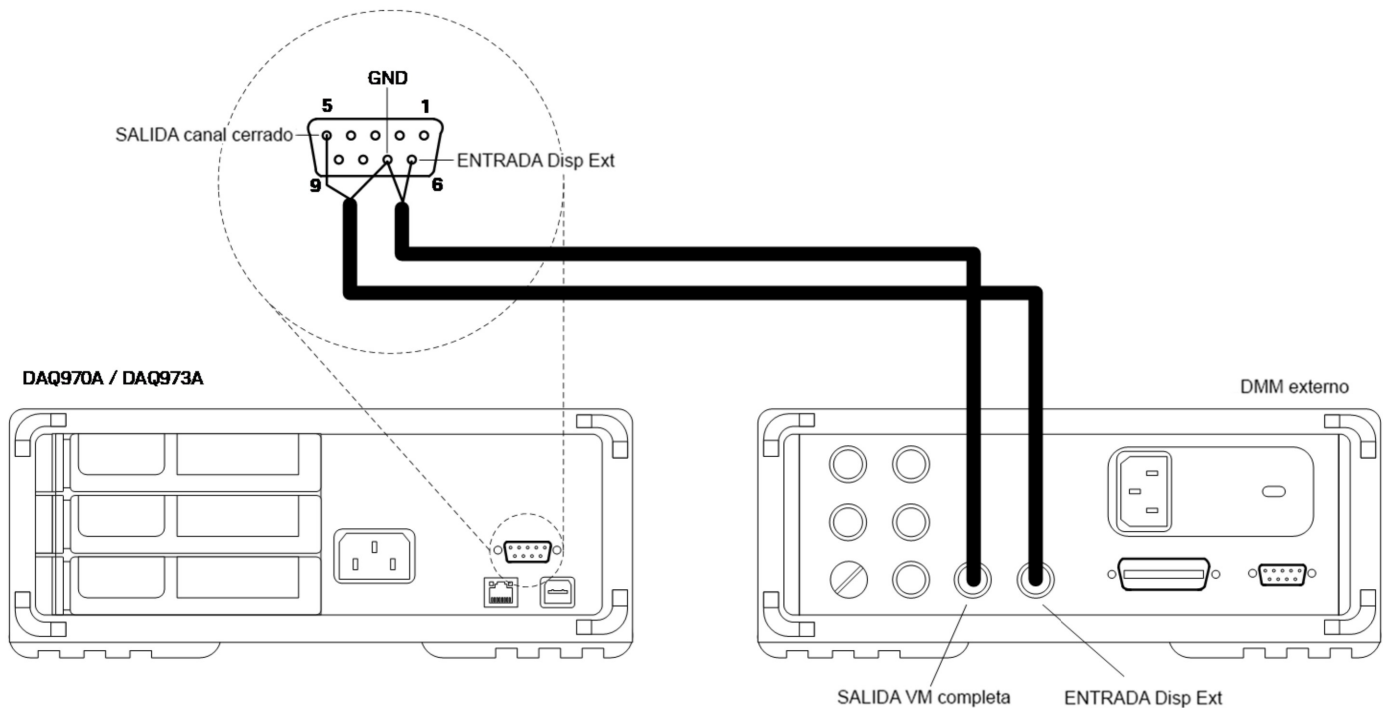 GND
5
1
SALIDA canal cerrado
ENTRADA Disp Ext
9
6
DAQ970A / DAQ973A
DMM externo
SALIDA VM completa
ENTRADA Disp Ext